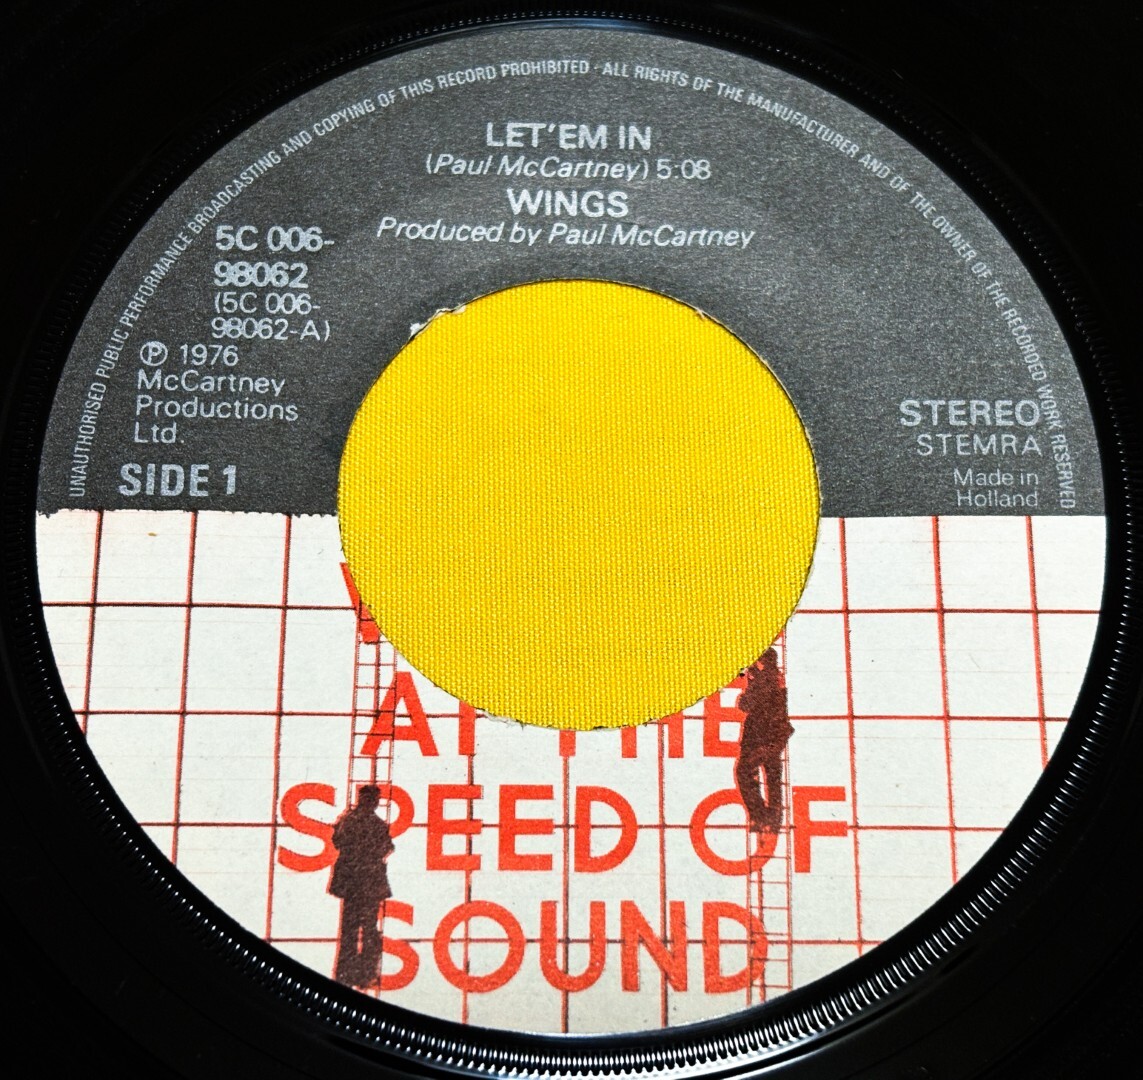 UNAUTHORISED PUBLIC PERFORMANCE BROADCASTING AND COPYING OF THIS RECORD PROHIBITED · ALL RIGHTS OF THE MANUFACTURER AND OF THE OWNER OF THE RECORDED WORK RESERVED
LET'EM IN
(Paul McCartney) 5:08
WINGS
Produced by Paul McCartney
5C 006-
98062
(5C 006-
98062-A)
℗ 1976
McCartney
Productions
Ltd.
SIDE 1
STEREO
STEMRA
Made in
Holland
AT THE
SPEED OF
SOUND